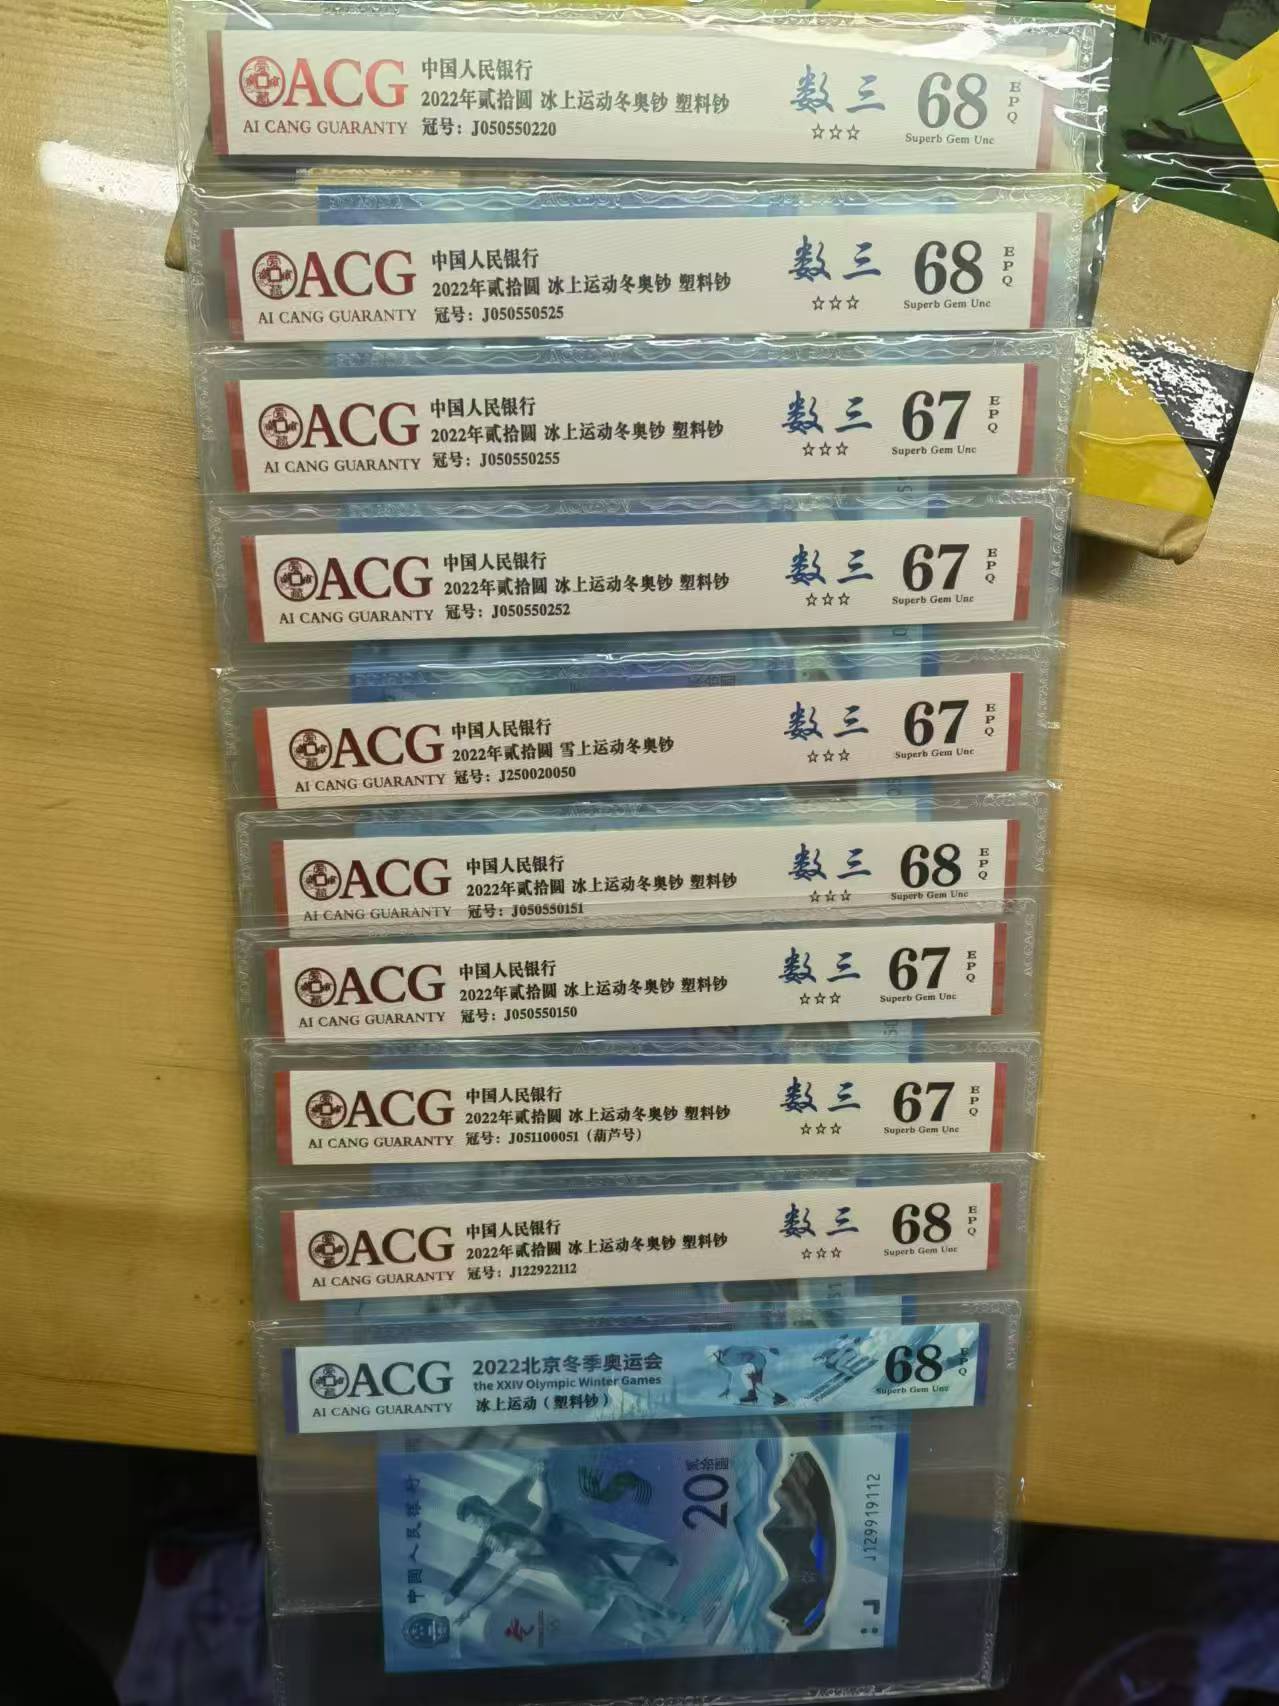 ACG
AI CANG GUARANTY
中国人民银行
2022年贰拾圆 冰上运动冬奥钞 塑料钞
冠号：J050550220
数三
☆☆☆
68
Superb Gem Unc
EPQ
ACG
AI CANG GUARANTY
中国人民银行
2022年贰拾圆 冰上运动冬奥钞 塑料钞
冠号：J050550525
数三
☆☆☆
68
Superb Gem Unc
EPQ
ACG
AI CANG GUARANTY
中国人民银行
2022年贰拾圆 冰上运动冬奥钞 塑料钞
冠号：J050550255
数三
☆☆☆
67
Superb Gem Unc
EPQ
ACG
AI CANG GUARANTY
中国人民银行
2022年贰拾圆 冰上运动冬奥钞 塑料钞
冠号：J050550252
数三
☆☆☆
67
Superb Gem Unc
EPQ
ACG
AI CANG GUARANTY
中国人民银行
2022年贰拾圆 雪上运动冬奥钞
冠号：J250020050
数三
☆☆☆
67
Superb Gem Unc
EPQ
ACG
AI CANG GUARANTY
中国人民银行
2022年贰拾圆 冰上运动冬奥钞 塑料钞
冠号：J050550151
数三
☆☆☆
68
Superb Gem Unc
EPQ
ACG
AI CANG GUARANTY
中国人民银行
2022年贰拾圆 冰上运动冬奥钞 塑料钞
冠号：J050550150
数三
☆☆☆
67
Superb Gem Unc
EPQ
ACG
AI CANG GUARANTY
中国人民银行
2022年贰拾圆 冰上运动冬奥钞 塑料钞
冠号：J051100051（葫芦号）
数三
☆☆☆
67
Superb Gem Unc
EPQ
ACG
AI CANG GUARANTY
中国人民银行
2022年贰拾圆 冰上运动冬奥钞 塑料钞
冠号：J122922112
数三
☆☆☆
68
Superb Gem Unc
EPQ
ACG
AI CANG GUARANTY
2022北京冬季奥运会
the XXIV Olympic Winter Games
冰上运动（塑料钞）
68
Superb Gem Unc
EPQ
中国人民银行
20
贰拾圆
J129919112